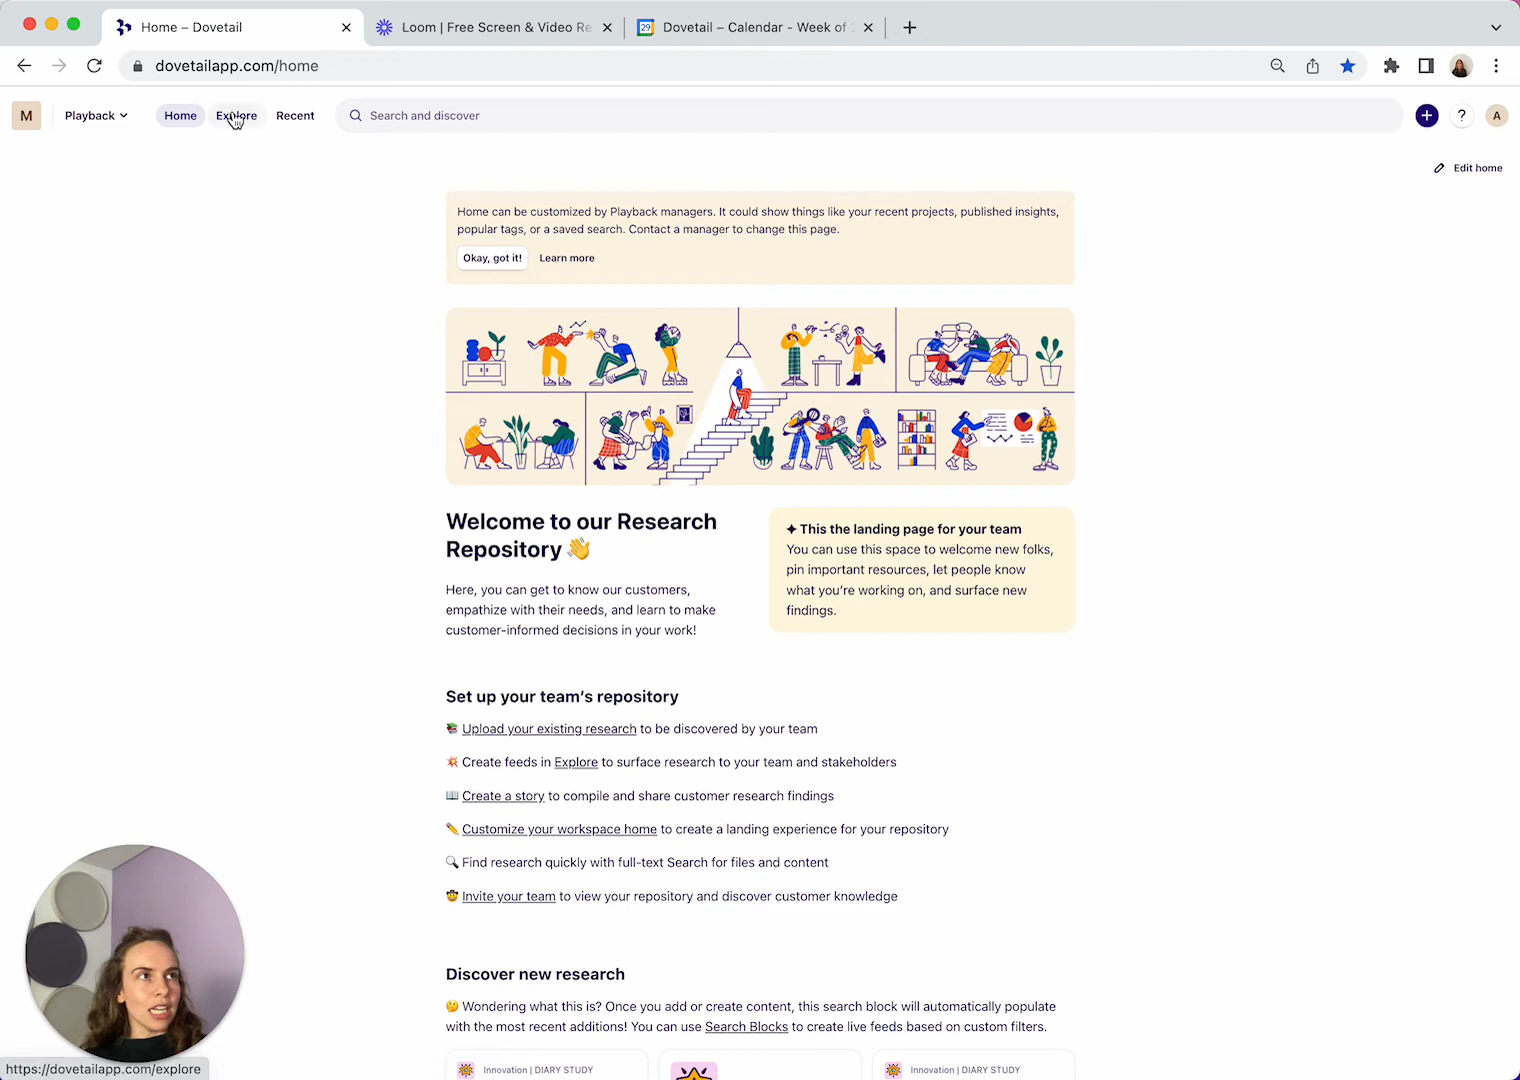 Home – Dovetail
Loom | Free Screen & Video Re
29
Dovetail – Calendar - Week of
dovetailapp.com/home
M
Playback
Home
Explore
Recent
Search and discover
?
A
Edit home
Home can be customized by Playback managers. It could show things like your recent projects, published insights,
popular tags, or a saved search. Contact a manager to change this page.
Okay, got it!
Learn more
Welcome to our Research
Repository 👋
✦ This the landing page for your team
You can use this space to welcome new folks,
pin important resources, let people know
what you’re working on, and surface new
findings.
Here, you can get to know our customers,
empathize with their needs, and learn to make
customer-informed decisions in your work!
Set up your team’s repository
📚 Upload your existing research to be discovered by your team
💥 Create feeds in Explore to surface research to your team and stakeholders
📖 Create a story to compile and share customer research findings
✏️ Customize your workspace home to create a landing experience for your repository
🔍 Find research quickly with full-text Search for files and content
🤠 Invite your team to view your repository and discover customer knowledge
Discover new research
🤔 Wondering what this is? Once you add or create content, this search block will automatically populate
with the most recent additions! You can use Search Blocks to create live feeds based on custom filters.
Innovation | DIARY STUDY
Innovation | DIARY STUDY
https://dovetailapp.com/explore